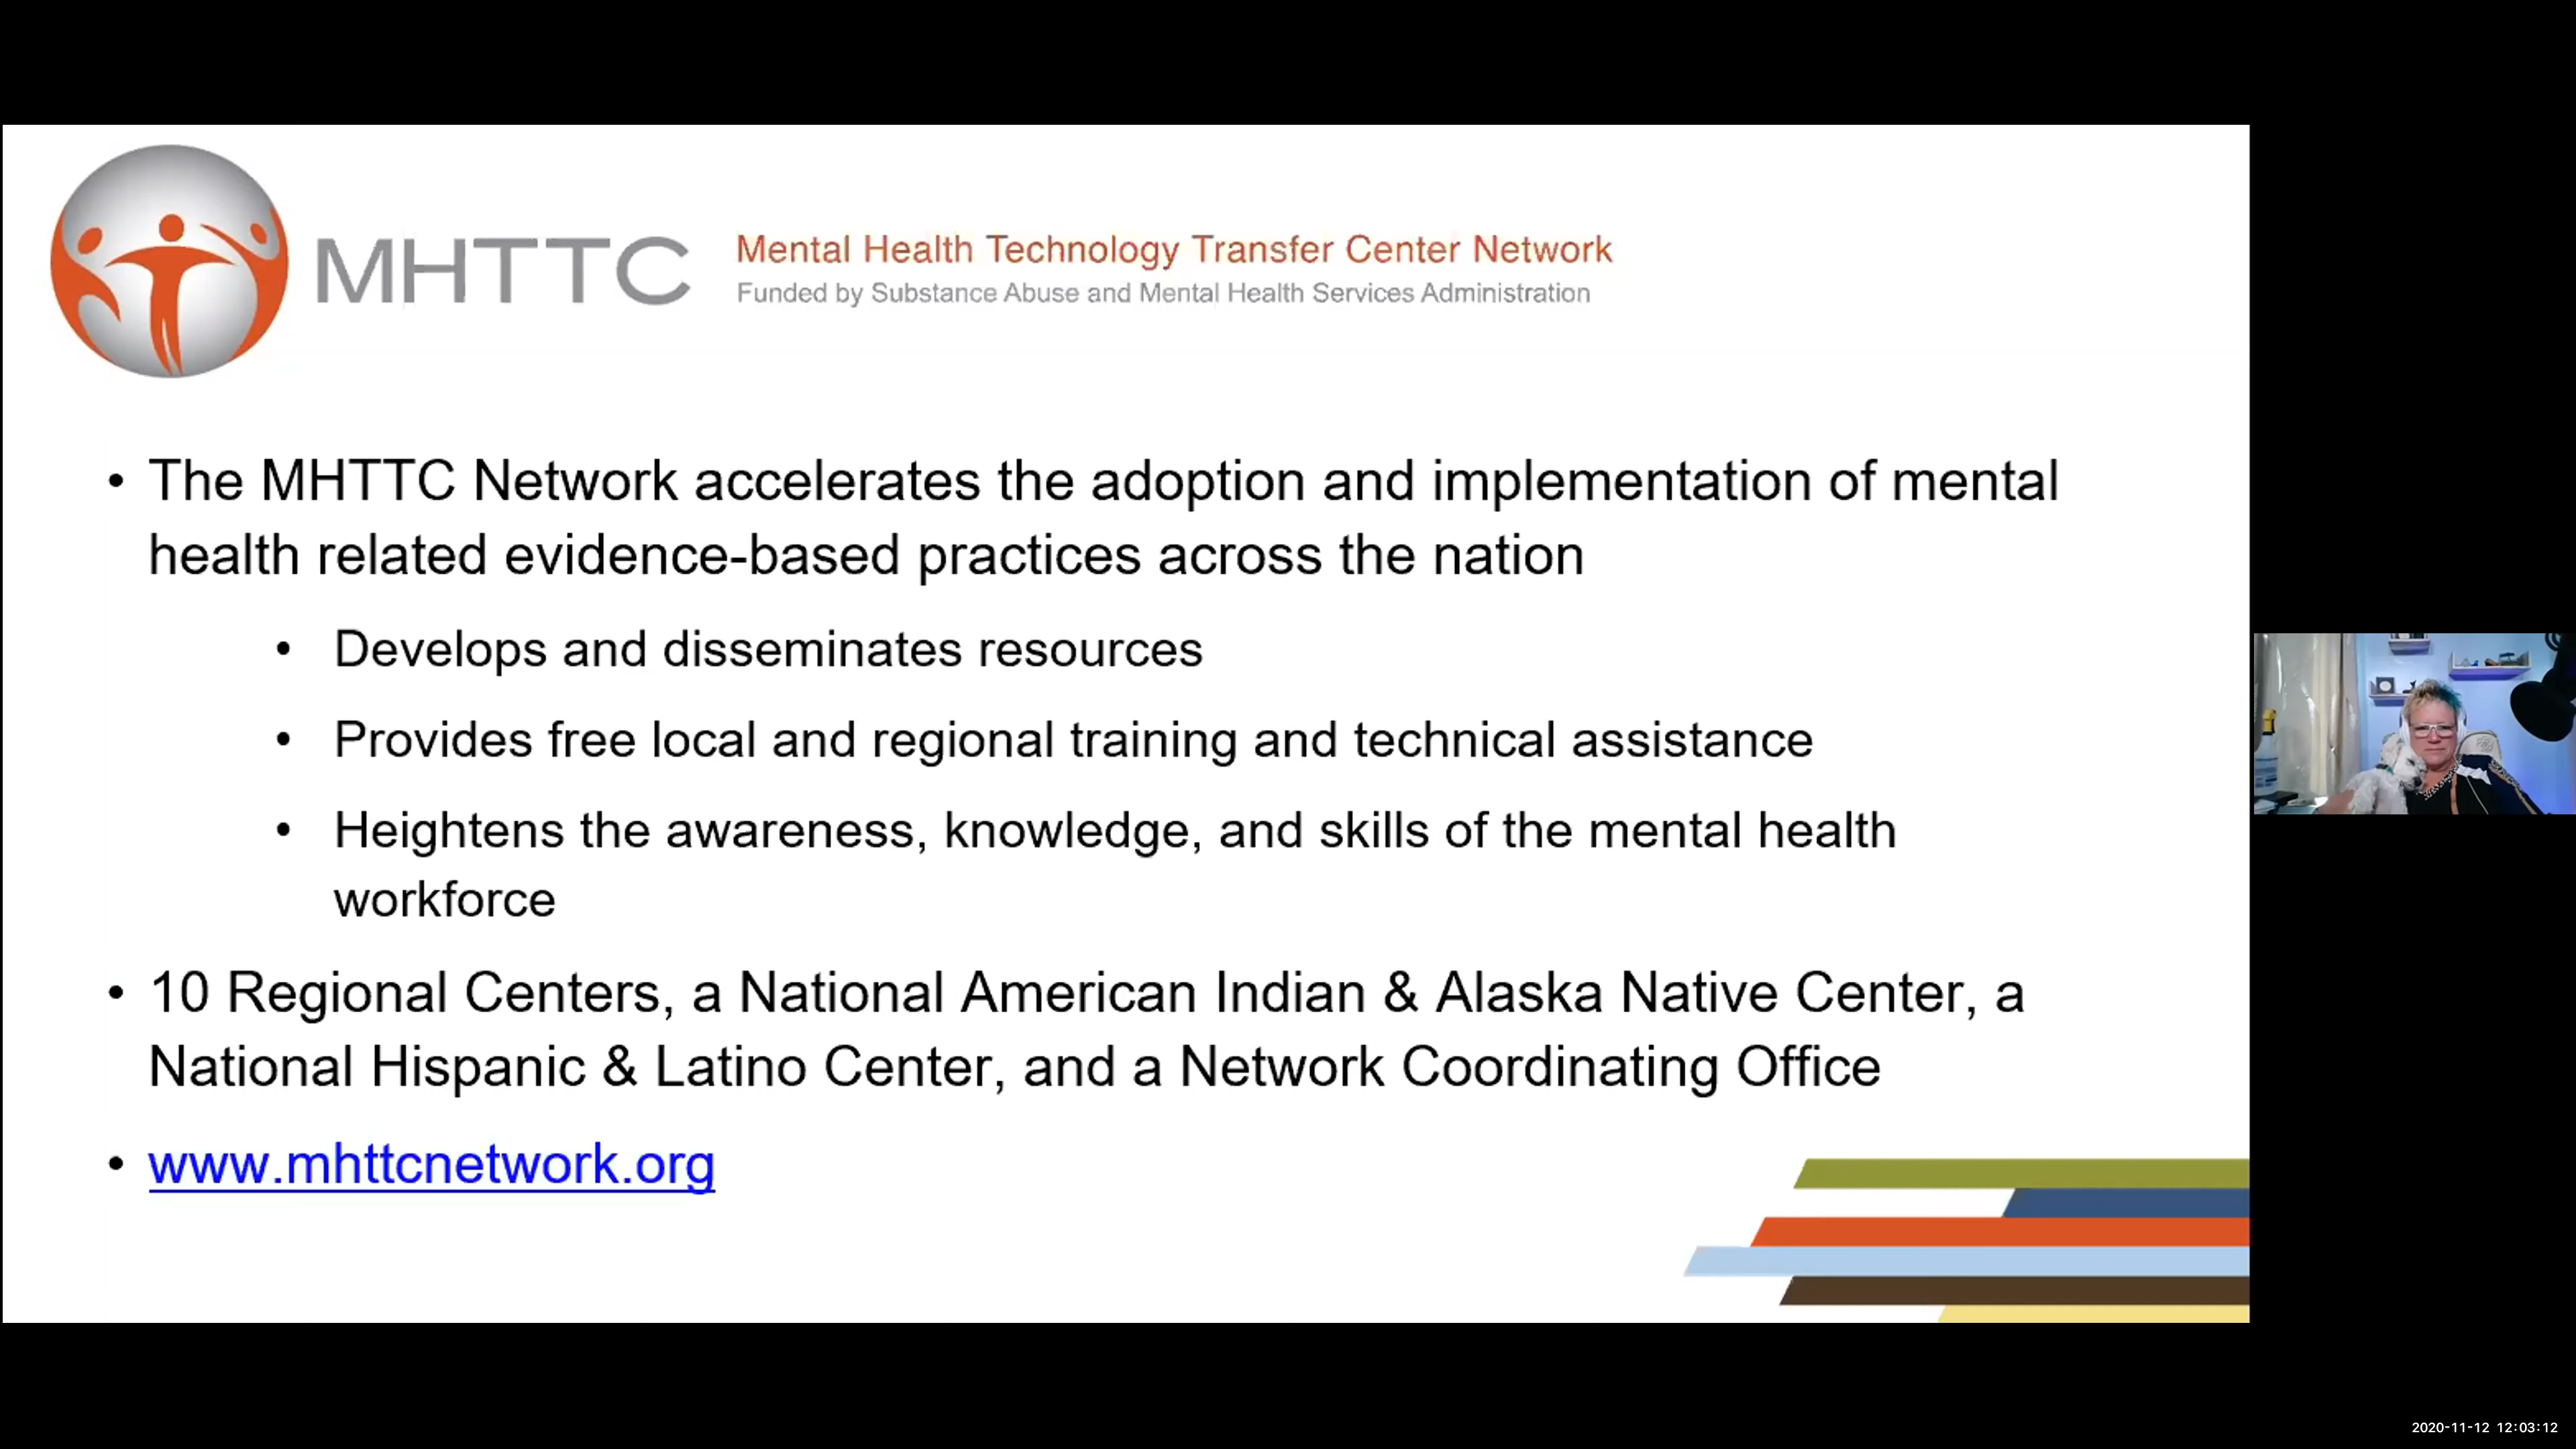 MHTTC
Mental Health Technology Transfer Center Network
Funded by Substance Abuse and Mental Health Services Administration
• The MHTTC Network accelerates the adoption and implementation of mental
health related evidence-based practices across the nation
• Develops and disseminates resources
• Provides free local and regional training and technical assistance
• Heightens the awareness, knowledge, and skills of the mental health
workforce
• 10 Regional Centers, a National American Indian & Alaska Native Center, a
National Hispanic & Latino Center, and a Network Coordinating Office
• www.mhttcnetwork.org
2020-11-12 12:03:12